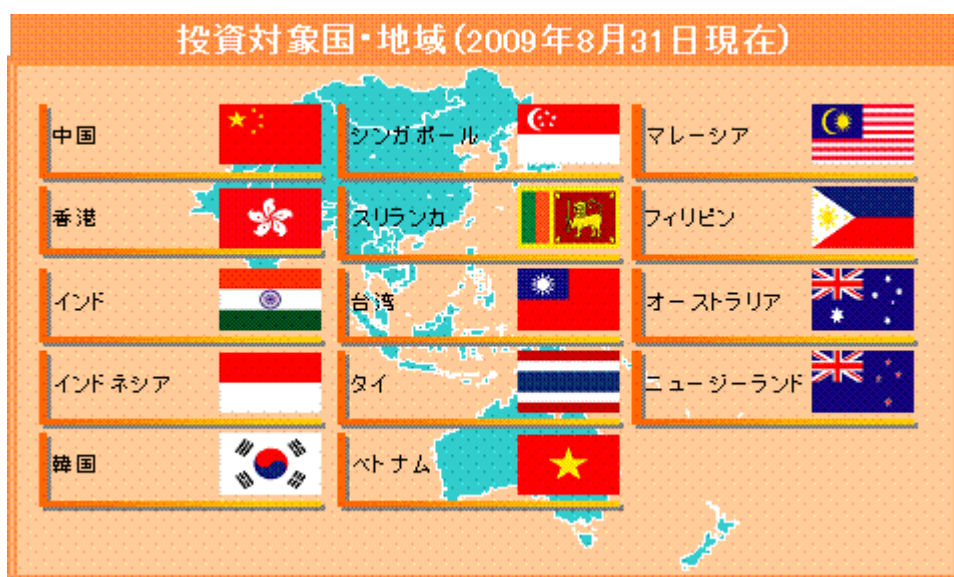 投資対象国・地域(2009年8月31日現在)
中国
シンガポール
マレーシア
香港
スリランカ
フィリピン
インド
台湾
オーストラリア
インドネシア
タイ
ニュージーランド
韓国
ベトナム